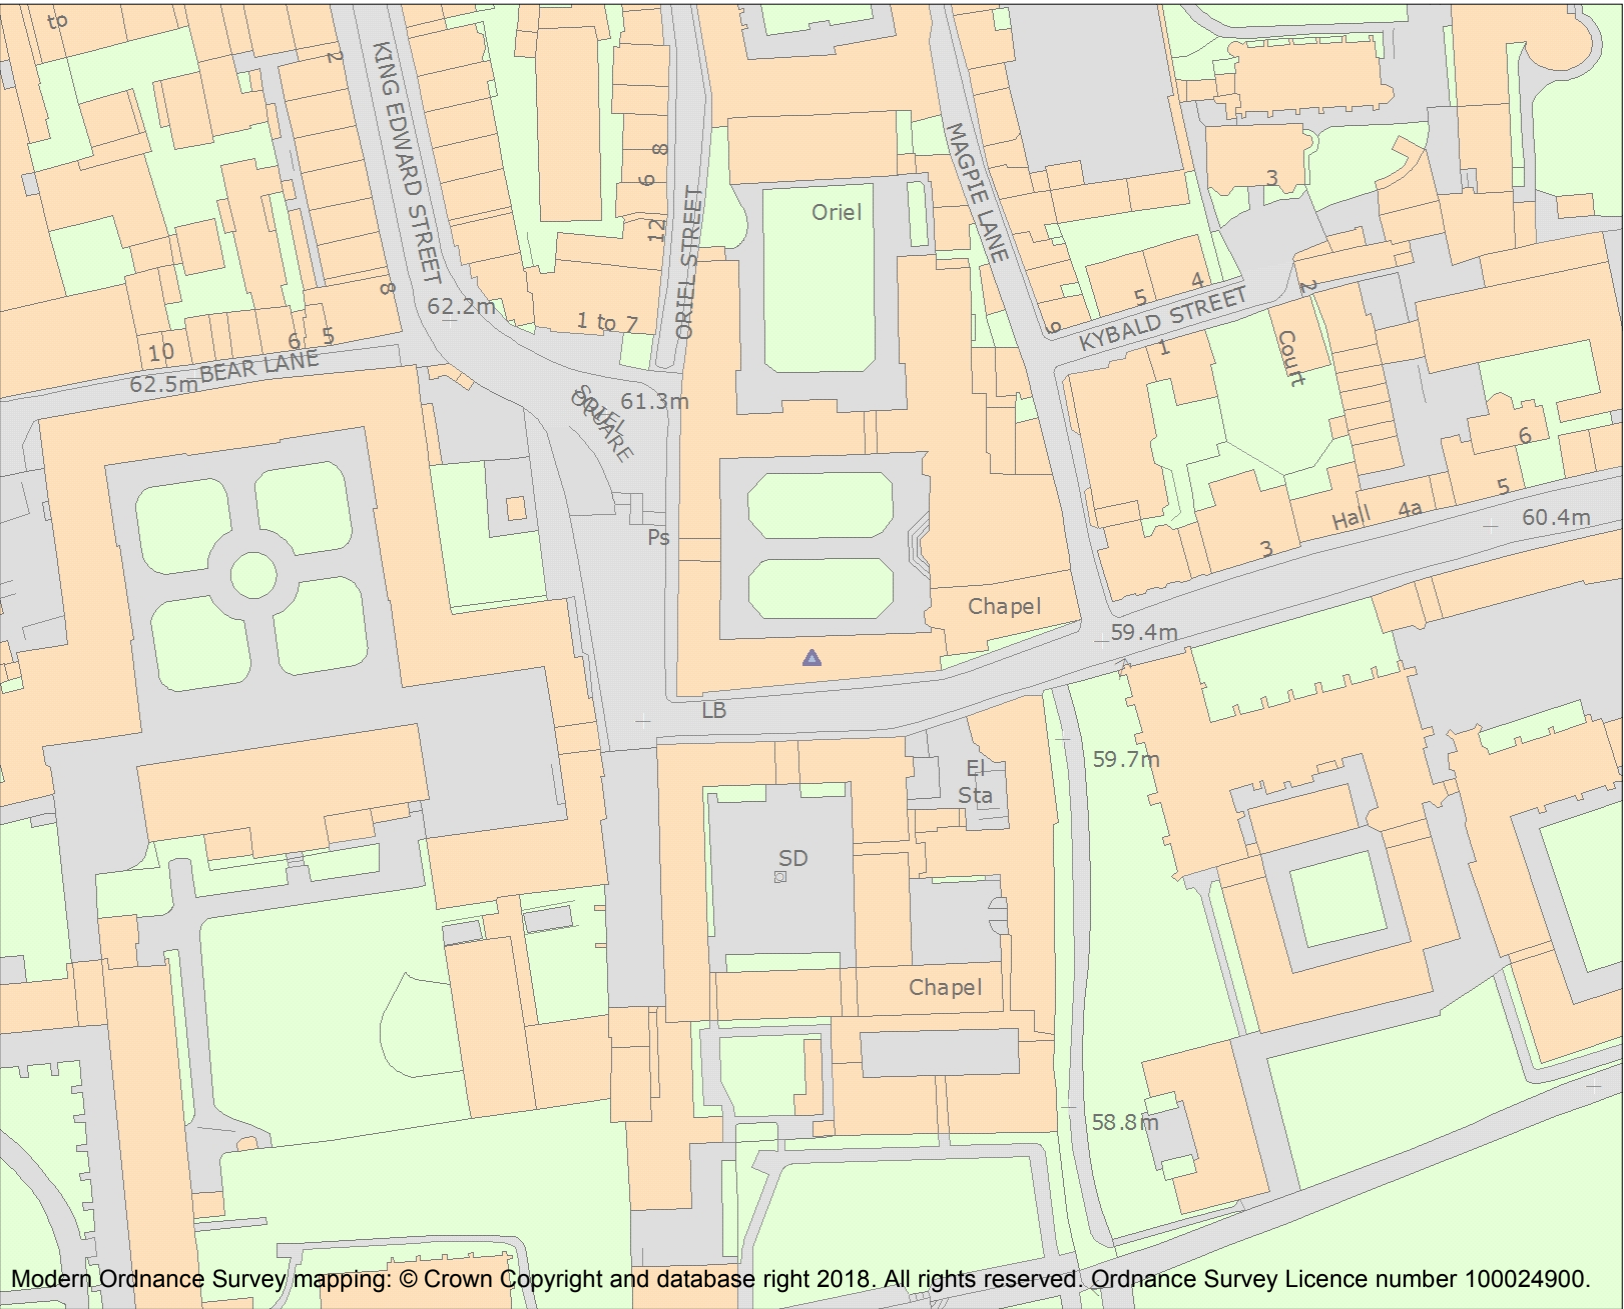 to
2
KING EDWARD STREET
8
6
12
ORIEL STREET
Oriel
MAGPIE LANE
3
8
62.2m
1 to 7
5
4
2
9
KYBALD STREET
1
Court
10
6
5
BEAR LANE
62.5m
61.3m
ORIEL
SQUARE
Ps
6
5
Hall
4a
3
60.4m
Chapel
59.4m
LB
El
Sta
59.7m
SD
Chapel
58.8m
Modern Ordnance Survey mapping: © Crown Copyright and database right 2018. All rights reserved. Ordnance Survey Licence number 100024900.